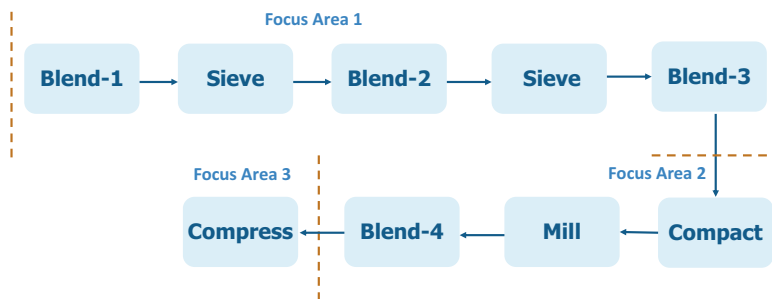 Focus Area 1
Blend-1
Sieve
Blend-2
Sieve
Blend-3
Focus Area 3
Focus Area 2
Compress
Blend-4
Mill
Compact